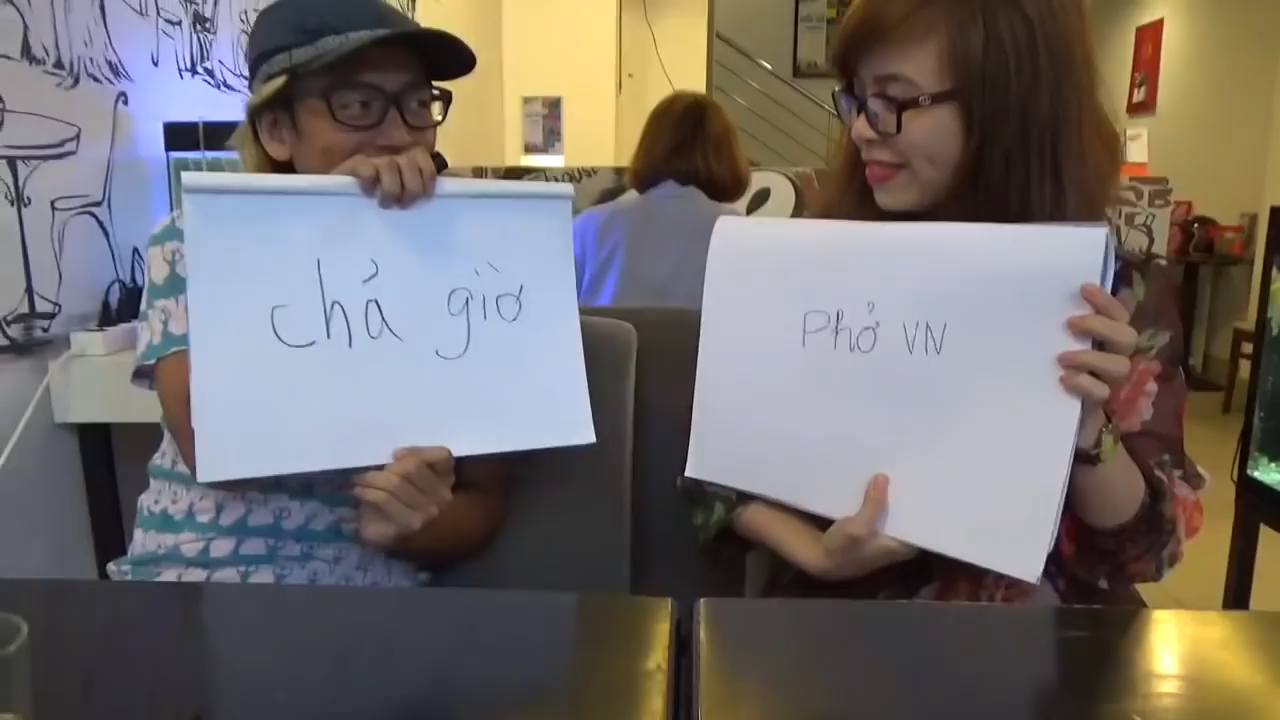 chả giờ
Phở VN